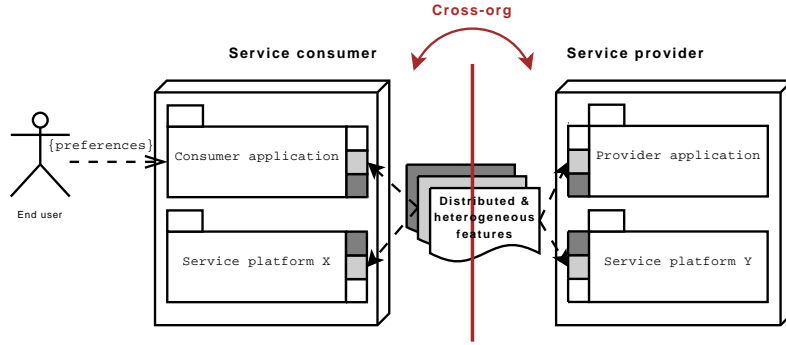 Cross-org
Service consumer
Service provider
{preferences}
Consumer application
Provider application
End user
Distributed &
heterogeneous
features
Service platform X
Service platform Y